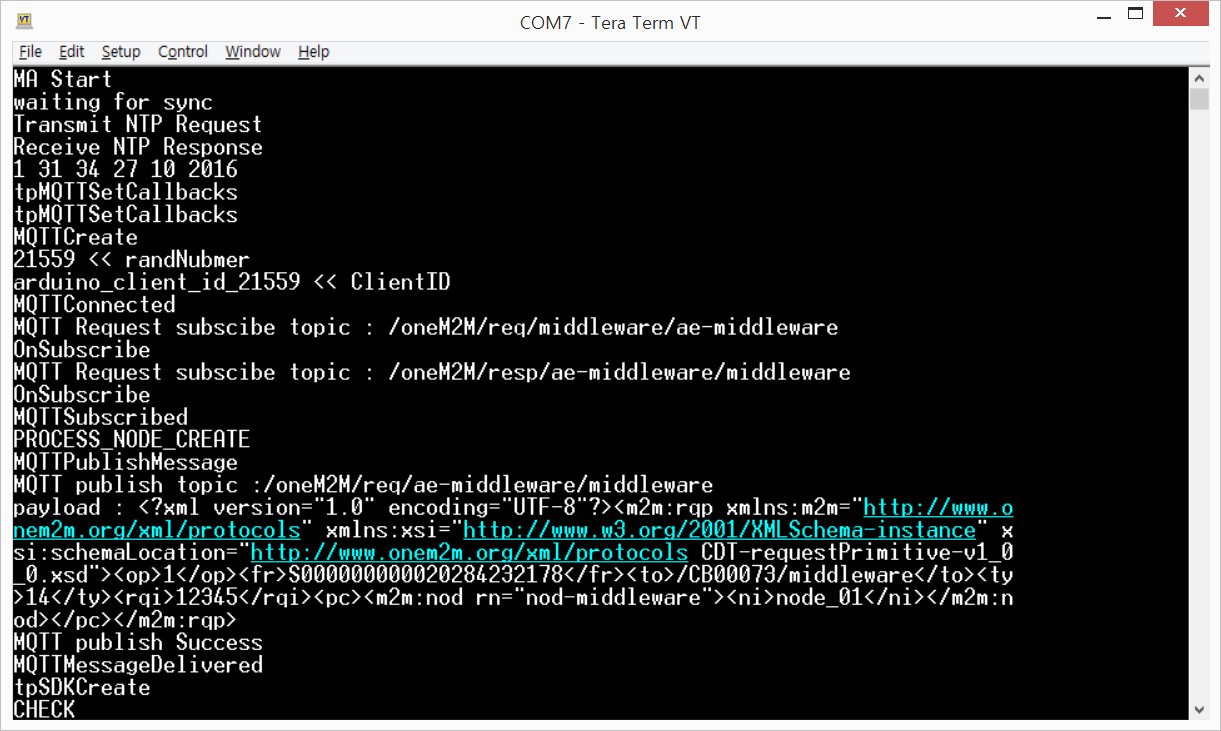 VT
COM7 - Tera Term VT
File Edit Setup Control Window Help
MA Start
waiting for sync
Transmit NTP Request
Receive NTP Response
1 31 34 27 10 2016
tpMQTTSetCallbacks
tpMQTTSetCallbacks
MQTTCreate
21559 << randNubmer
arduino_client_id_21559 << ClientID
MQTTConnected
MQTT Request subscibe topic : /oneM2M/req/middleware/ae-middleware
OnSubscribe
MQTT Request subscibe topic : /oneM2M/resp/ae-middleware/middleware
OnSubscribe
MQTTSubscribed
PROCESS_NODE_CREATE
MQTTPublishMessage
MQTT publish topic :/oneM2M/req/ae-middleware/middleware
payload : <?xml version="1.0" encoding="UTF-8"?><m2m:rqp xmlns:m2m="http://www.o
nem2m.org/xml/protocols" xmlns:xsi="http://www.w3.org/2001/XMLSchema-instance" x
si:schemaLocation="http://www.onem2m.org/xml/protocols CDT-requestPrimitive-v1_0
_0.xsd"><op>1</op><fr>S000000000020284232178</fr><to>/CB00073/middleware</to><ty
>14</ty><rqi>12345</rqi><pc><m2m:nod rn="nod-middleware"><ni>node_01</ni></m2m:n
od></pc></m2m:rqp>
MQTT publish Success
MQTTMessageDelivered
tpSDKCreate
CHECK